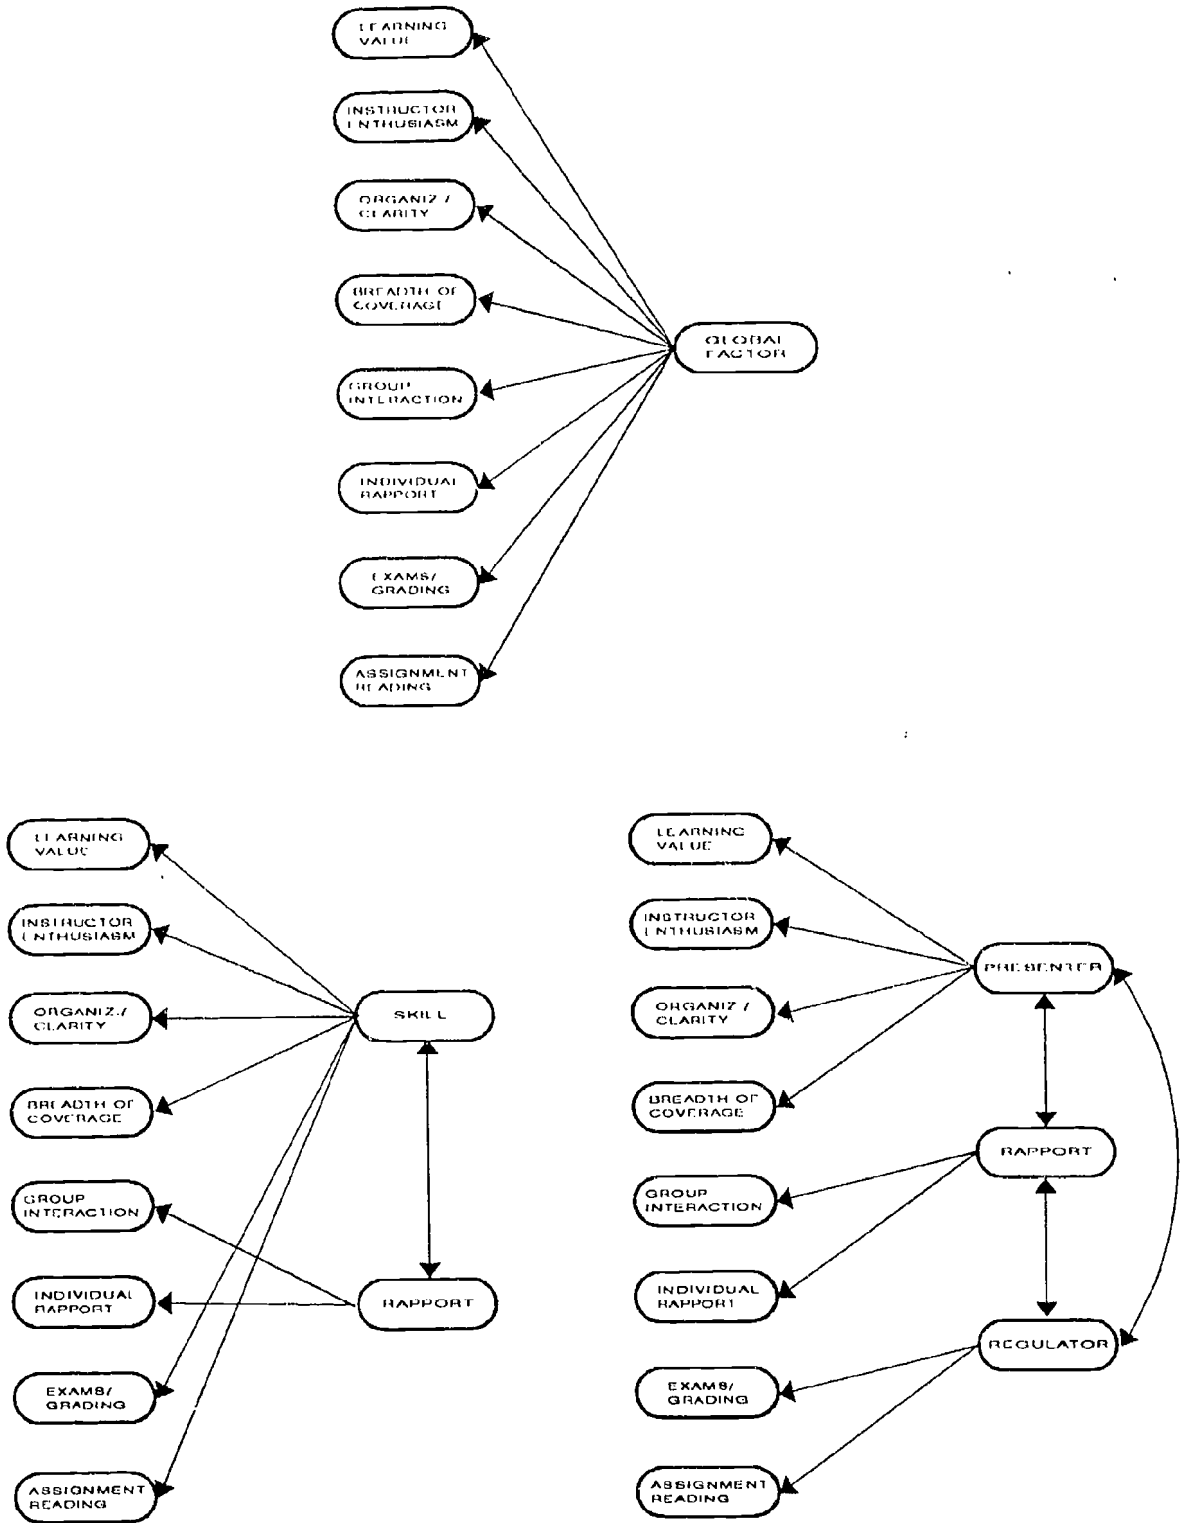 LEARNING
VALUE
INSTRUCTOR
ENTHUSIASM
ORGANIZ /
CLARITY
BREADTH OF
COVERAGE
GLOBAL
FACTOR
GROUP
INTERACTION
INDIVIDUAL
RAPPORT
EXAMS/
GRADING
ASSIGNMENT
READING
LEARNING
VALUE
INSTRUCTOR
ENTHUSIASM
ORGANIZ./
CLARITY
SKILL
BREADTH OF
COVERAGE
GROUP
INTERACTION
INDIVIDUAL
RAPPORT
RAPPORT
EXAMS/
GRADING
ASSIGNMENT
READING
LEARNING
VALUE
INSTRUCTOR
ENTHUSIASM
PRESENTER
ORGANIZ /
CLARITY
BREADTH OF
COVERAGE
RAPPORT
GROUP
INTERACTION
INDIVIDUAL
RAPPORT
REGULATOR
EXAMS/
GRADING
ASSIGNMENT
READING